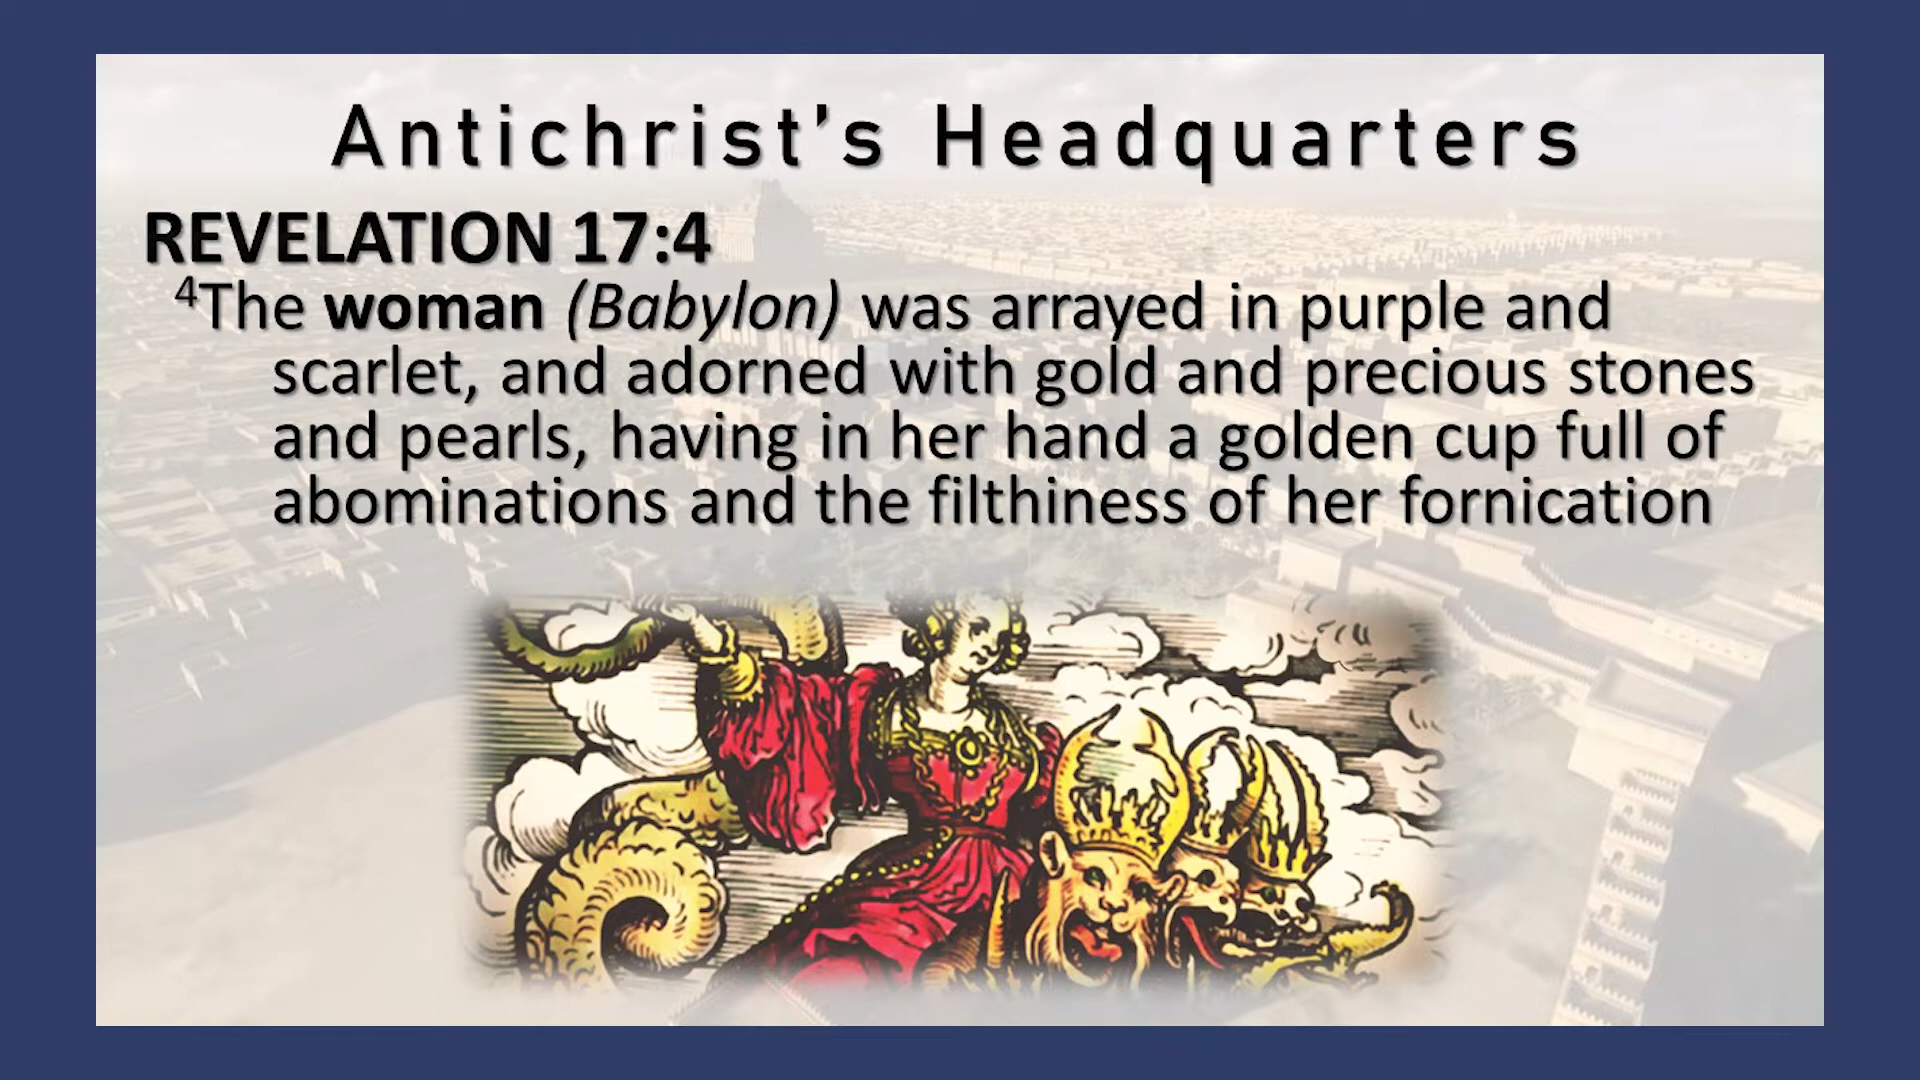 Antichrist’s Headquarters
REVELATION 17:4
4The woman (Babylon) was arrayed in purple and
scarlet, and adorned with gold and precious stones
and pearls, having in her hand a golden cup full of
abominations and the filthiness of her fornication